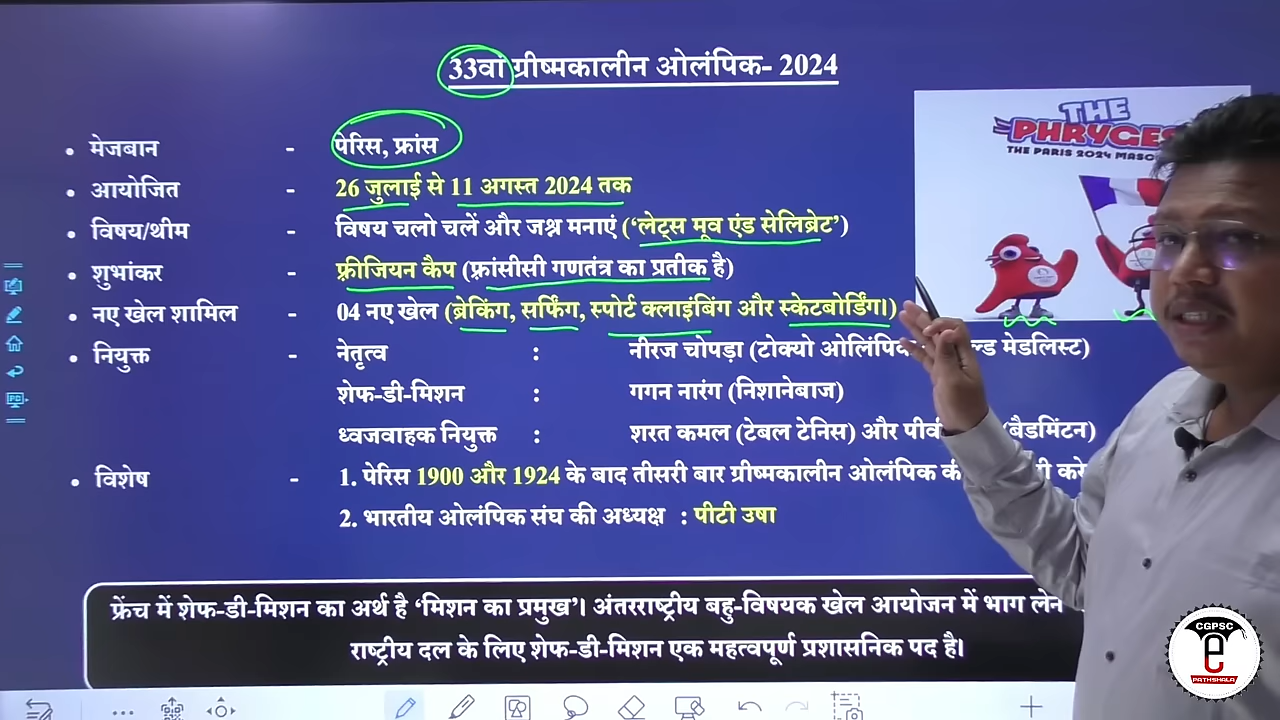 33वां ग्रीष्मकालीन ओलंपिक- 2024
THE
PHRYGES
THE PARIS 2024 MASC
• मेजबान - पेरिस, फ्रांस
• आयोजित - 26 जुलाई से 11 अगस्त 2024 तक
• विषय/थीम - विषय चलो चलें और जश्न मनाएं (‘लेट्स मूव एंड सेलिब्रेट’)
• शुभांकर - फ्रीजियन कैप (फ्रांसीसी गणतंत्र का प्रतीक है)
• नए खेल शामिल - 04 नए खेल (ब्रेकिंग, सर्फिंग, स्पोर्ट क्लाइंबिंग और स्केटबोर्डिंग।)
• नियुक्त - नेतृत्व : नीरज चोपड़ा (टोक्यो ओलिंपिक मेडलिस्ट)
शेफ-डी-मिशन : गगन नारंग (निशानेबाज)
ध्वजवाहक नियुक्त : शरत कमल (टेबल टेनिस) और (बैडमिंटन)
• विशेष - 1. पेरिस 1900 और 1924 के बाद तीसरी बार ग्रीष्मकालीन ओलंपिक
2. भारतीय ओलंपिक संघ की अध्यक्ष : पीटी उषा
फ्रेंच में शेफ-डी-मिशन का अर्थ है ‘मिशन का प्रमुख’। अंतरराष्ट्रीय बहु-विषयक खेल आयोजन में भाग लेन
राष्ट्रीय दल के लिए शेफ-डी-मिशन एक महत्वपूर्ण प्रशासनिक पद है।
CGPSC
e
PATHSHALA